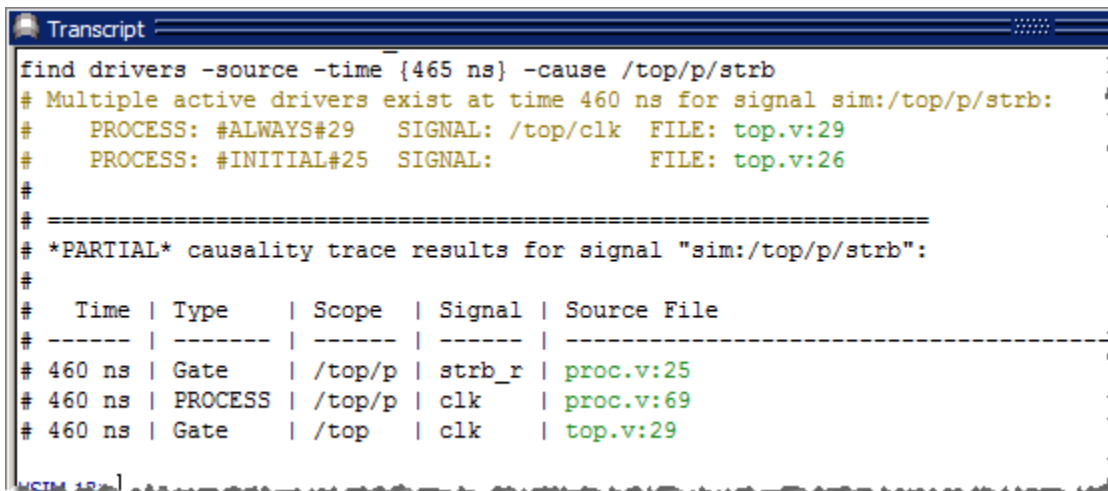 Transcript
find drivers -source -time {465 ns} -cause /top/p/strb
# Multiple active drivers exist at time 460 ns for signal sim:/top/p/strb:
#    PROCESS: #ALWAYS#29   SIGNAL: /top/clk  FILE: top.v:29
#    PROCESS: #INITIAL#25  SIGNAL:           FILE: top.v:26
#
# ===============================================================
# *PARTIAL* causality trace results for signal "sim:/top/p/strb":
#
#   Time | Type    | Scope  | Signal | Source File
# ------ | ------- | ------ | ------ | ---------------------------------------
# 460 ns | Gate    | /top/p | strb_r | proc.v:25
# 460 ns | PROCESS | /top/p | clk    | proc.v:69
# 460 ns | Gate    | /top   | clk    | top.v:29